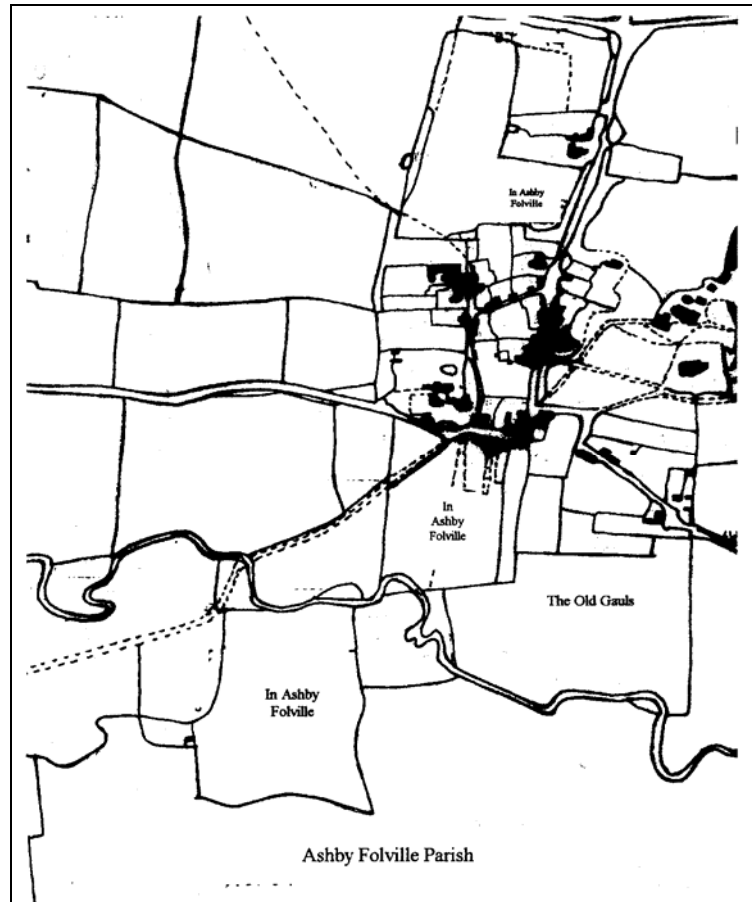 In Ashby
Folville
In
Ashby
Folville
The Old Gauls
In Ashby
Folville
Ashby Folville Parish